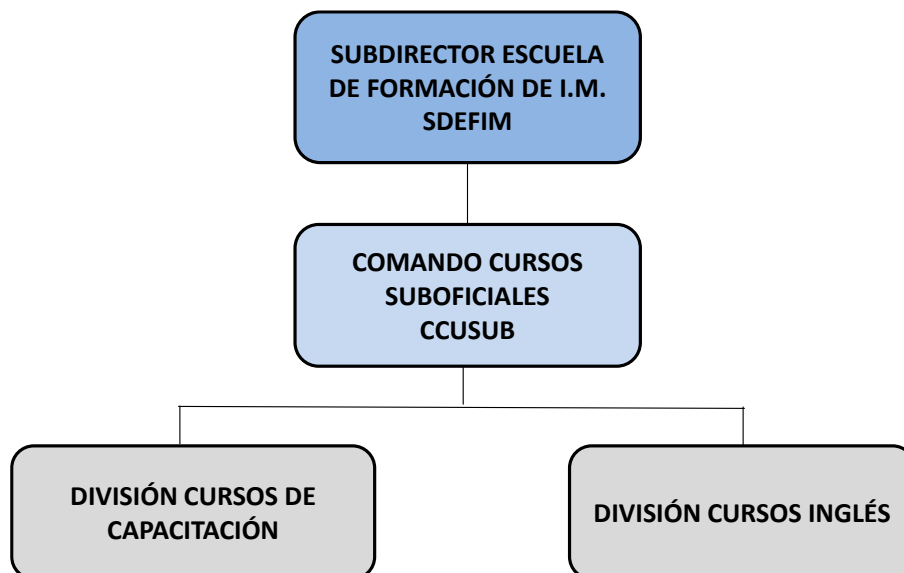 SUBDIRECTOR ESCUELA
DE FORMACIÓN DE I.M.
SDEFIM
COMANDO CURSOS
SUBOFICIALES
CCUSUB
DIVISIÓN CURSOS DE
CAPACITACIÓN
DIVISIÓN CURSOS INGLÉS